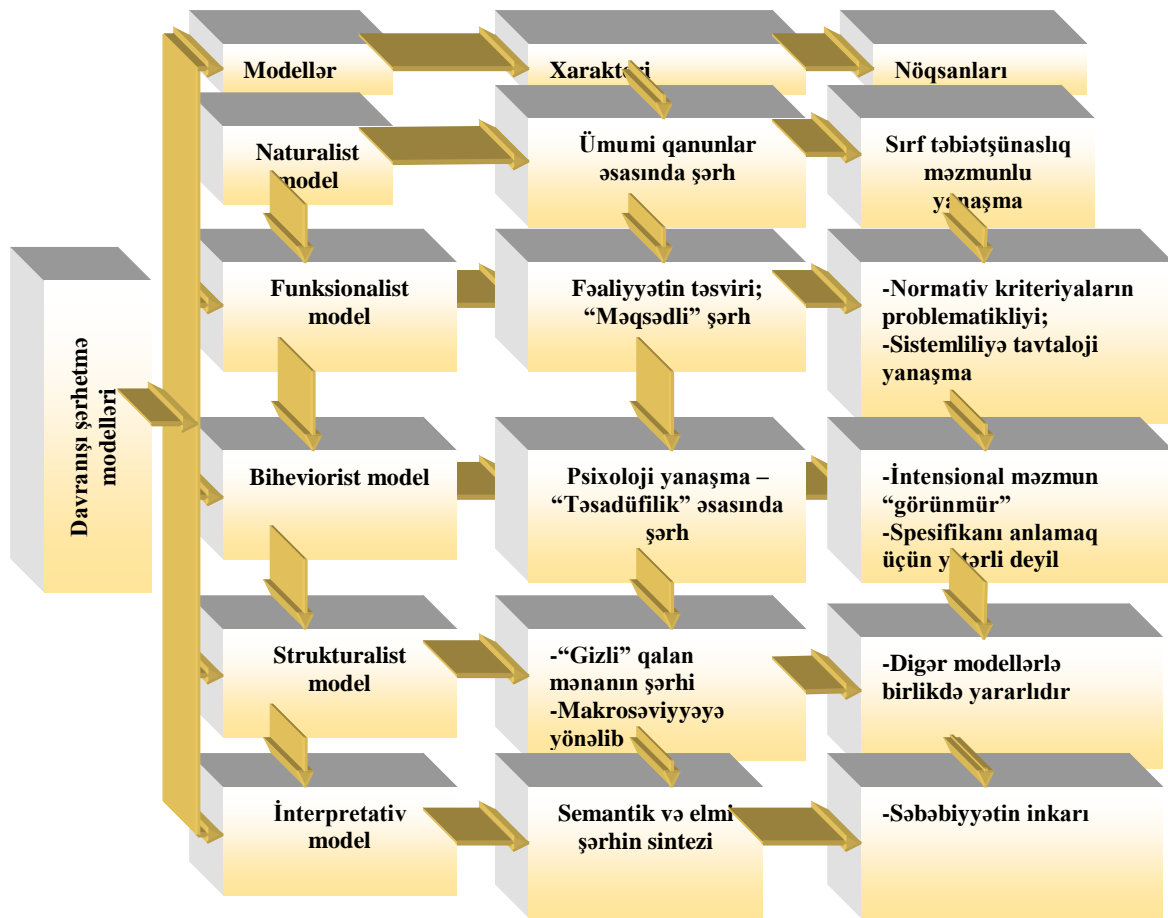 Davranışı şərhetmə
modelləri
Modellər
Xarakteri
Nöqsanları
Naturalist
model
Ümumi qanunlar
əsasında şərh
Sırf təbiətşünaslıq
məzmunlu
yanaşma
Funksionalist
model
Fəaliyyətin təsviri;
“Məqsədli” şərh
-Normativ kriteriyaların
problematikliyi;
-Sistemliliyə tavtaloji
yanaşma
Biheviorist model
Psixoloji yanaşma –
“Təsadüfilik” əsasında
şərh
-İntensional məzmun
“görünmür”
-Spesifikanı anlamaq
üçün yetərli deyil
Strukturalist
model
-“Gizli” qalan
mənanın şərhi
-Makrosəviyyəyə
yönəlib
-Digər modellərlə
birlikdə yararlıdır
İnterpretativ
model
Semantik və elmi
şərhin sintezi
-Səbəbiyyətin inkarı